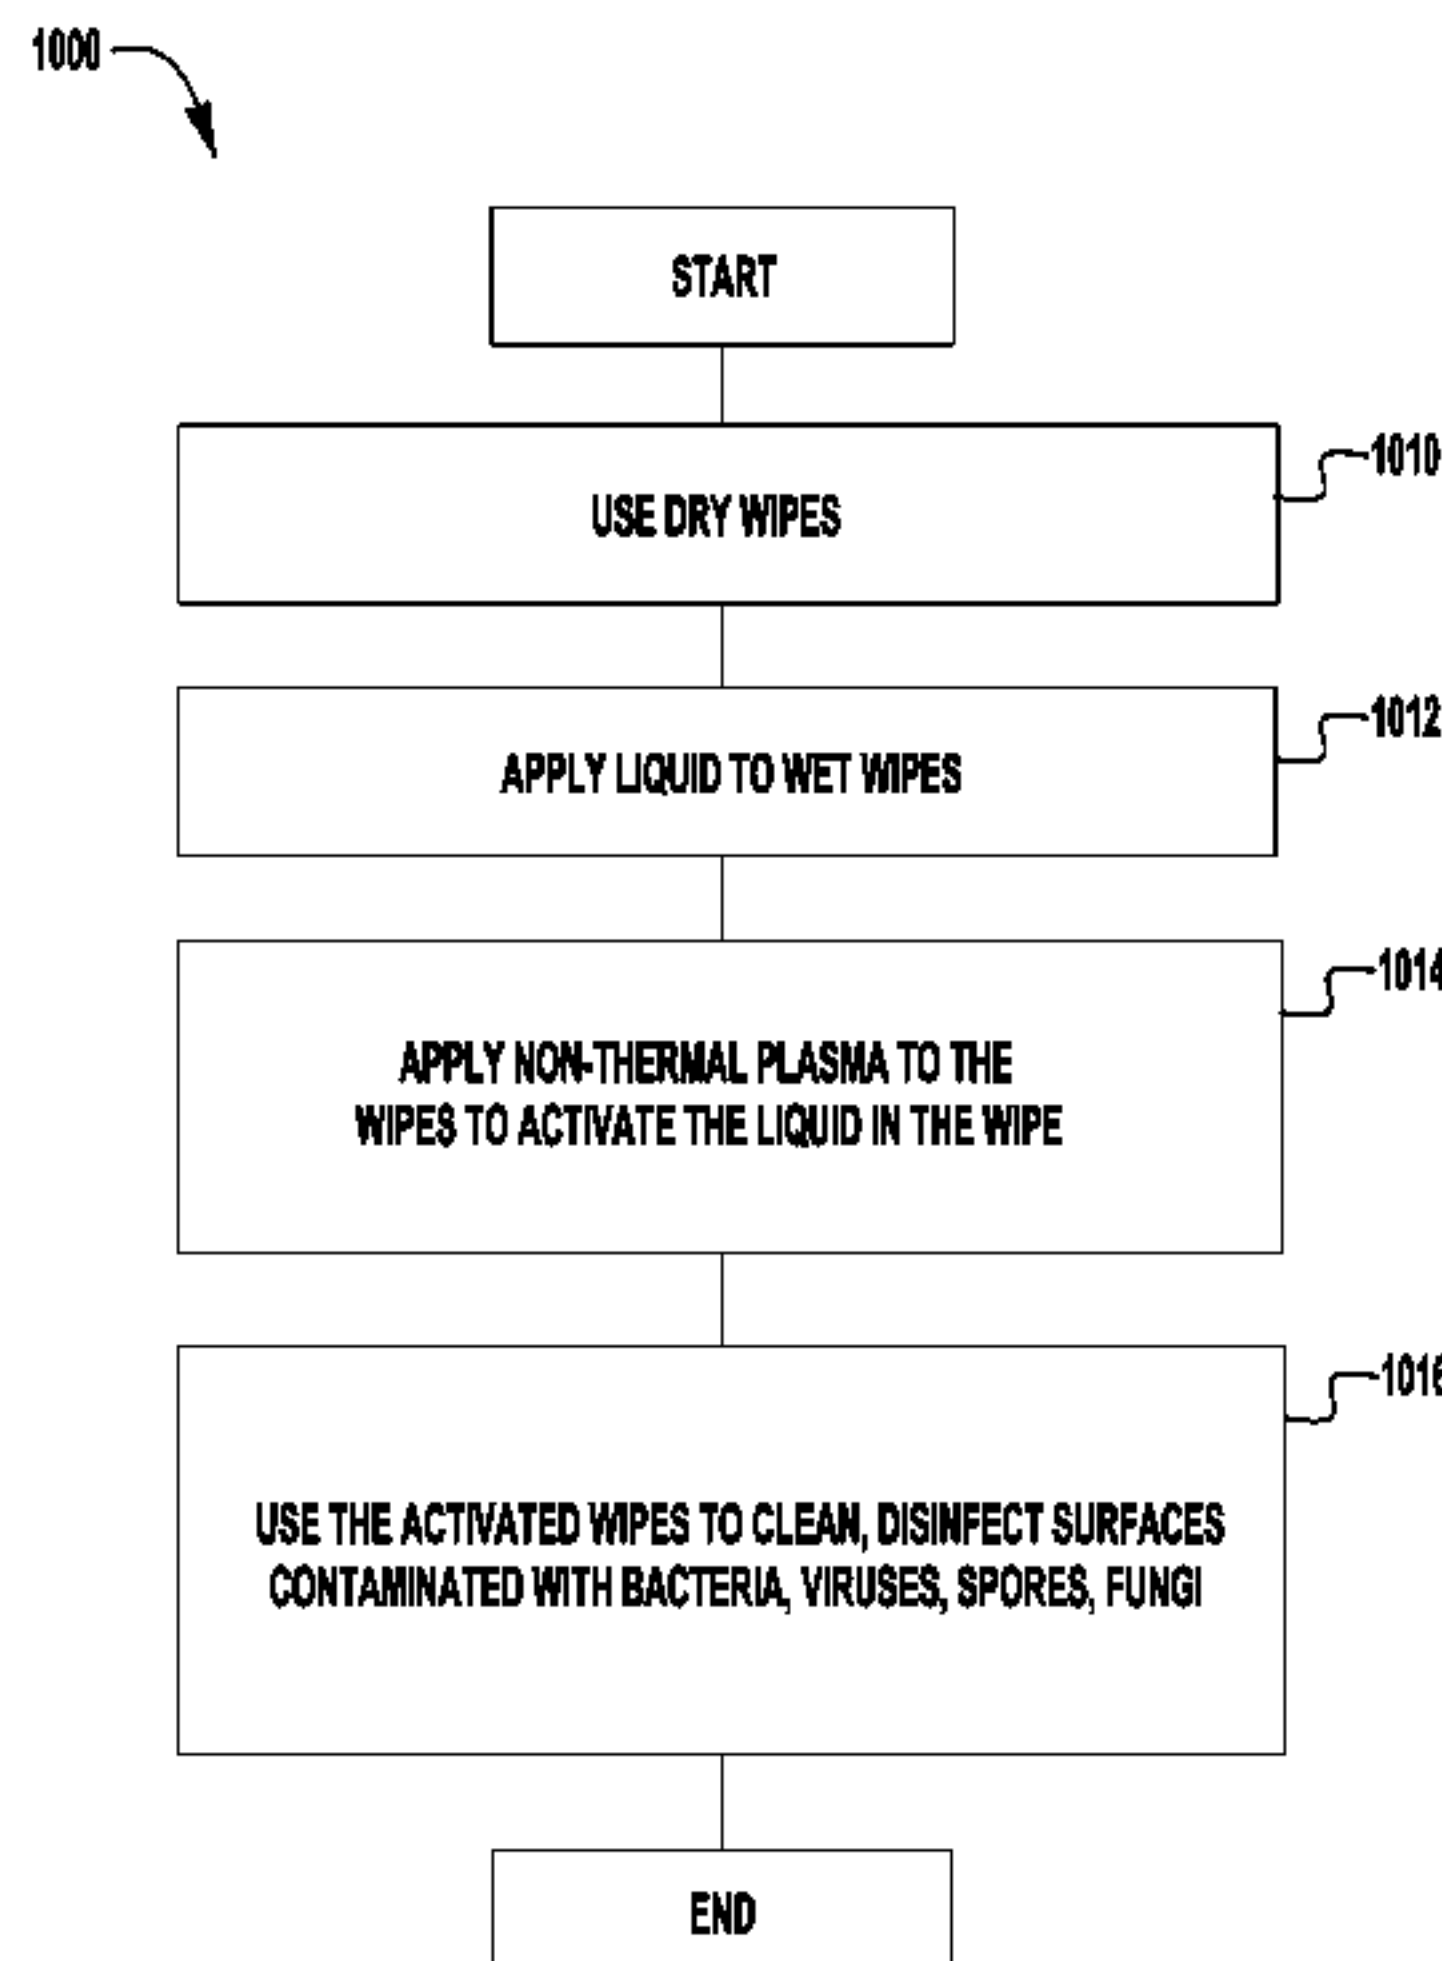 1000
START
1010
USE DRY WIPES
1012
APPLY LIQUID TO WET WIPES
1014
APPLY NON-THERMAL PLASMA TO THE
WIPES TO ACTIVATE THE LIQUID IN THE WIPE
1016
USE THE ACTIVATED WIPES TO CLEAN, DISINFECT SURFACES
CONTAMINATED WITH BACTERIA, VIRUSES, SPORES, FUNGI
END